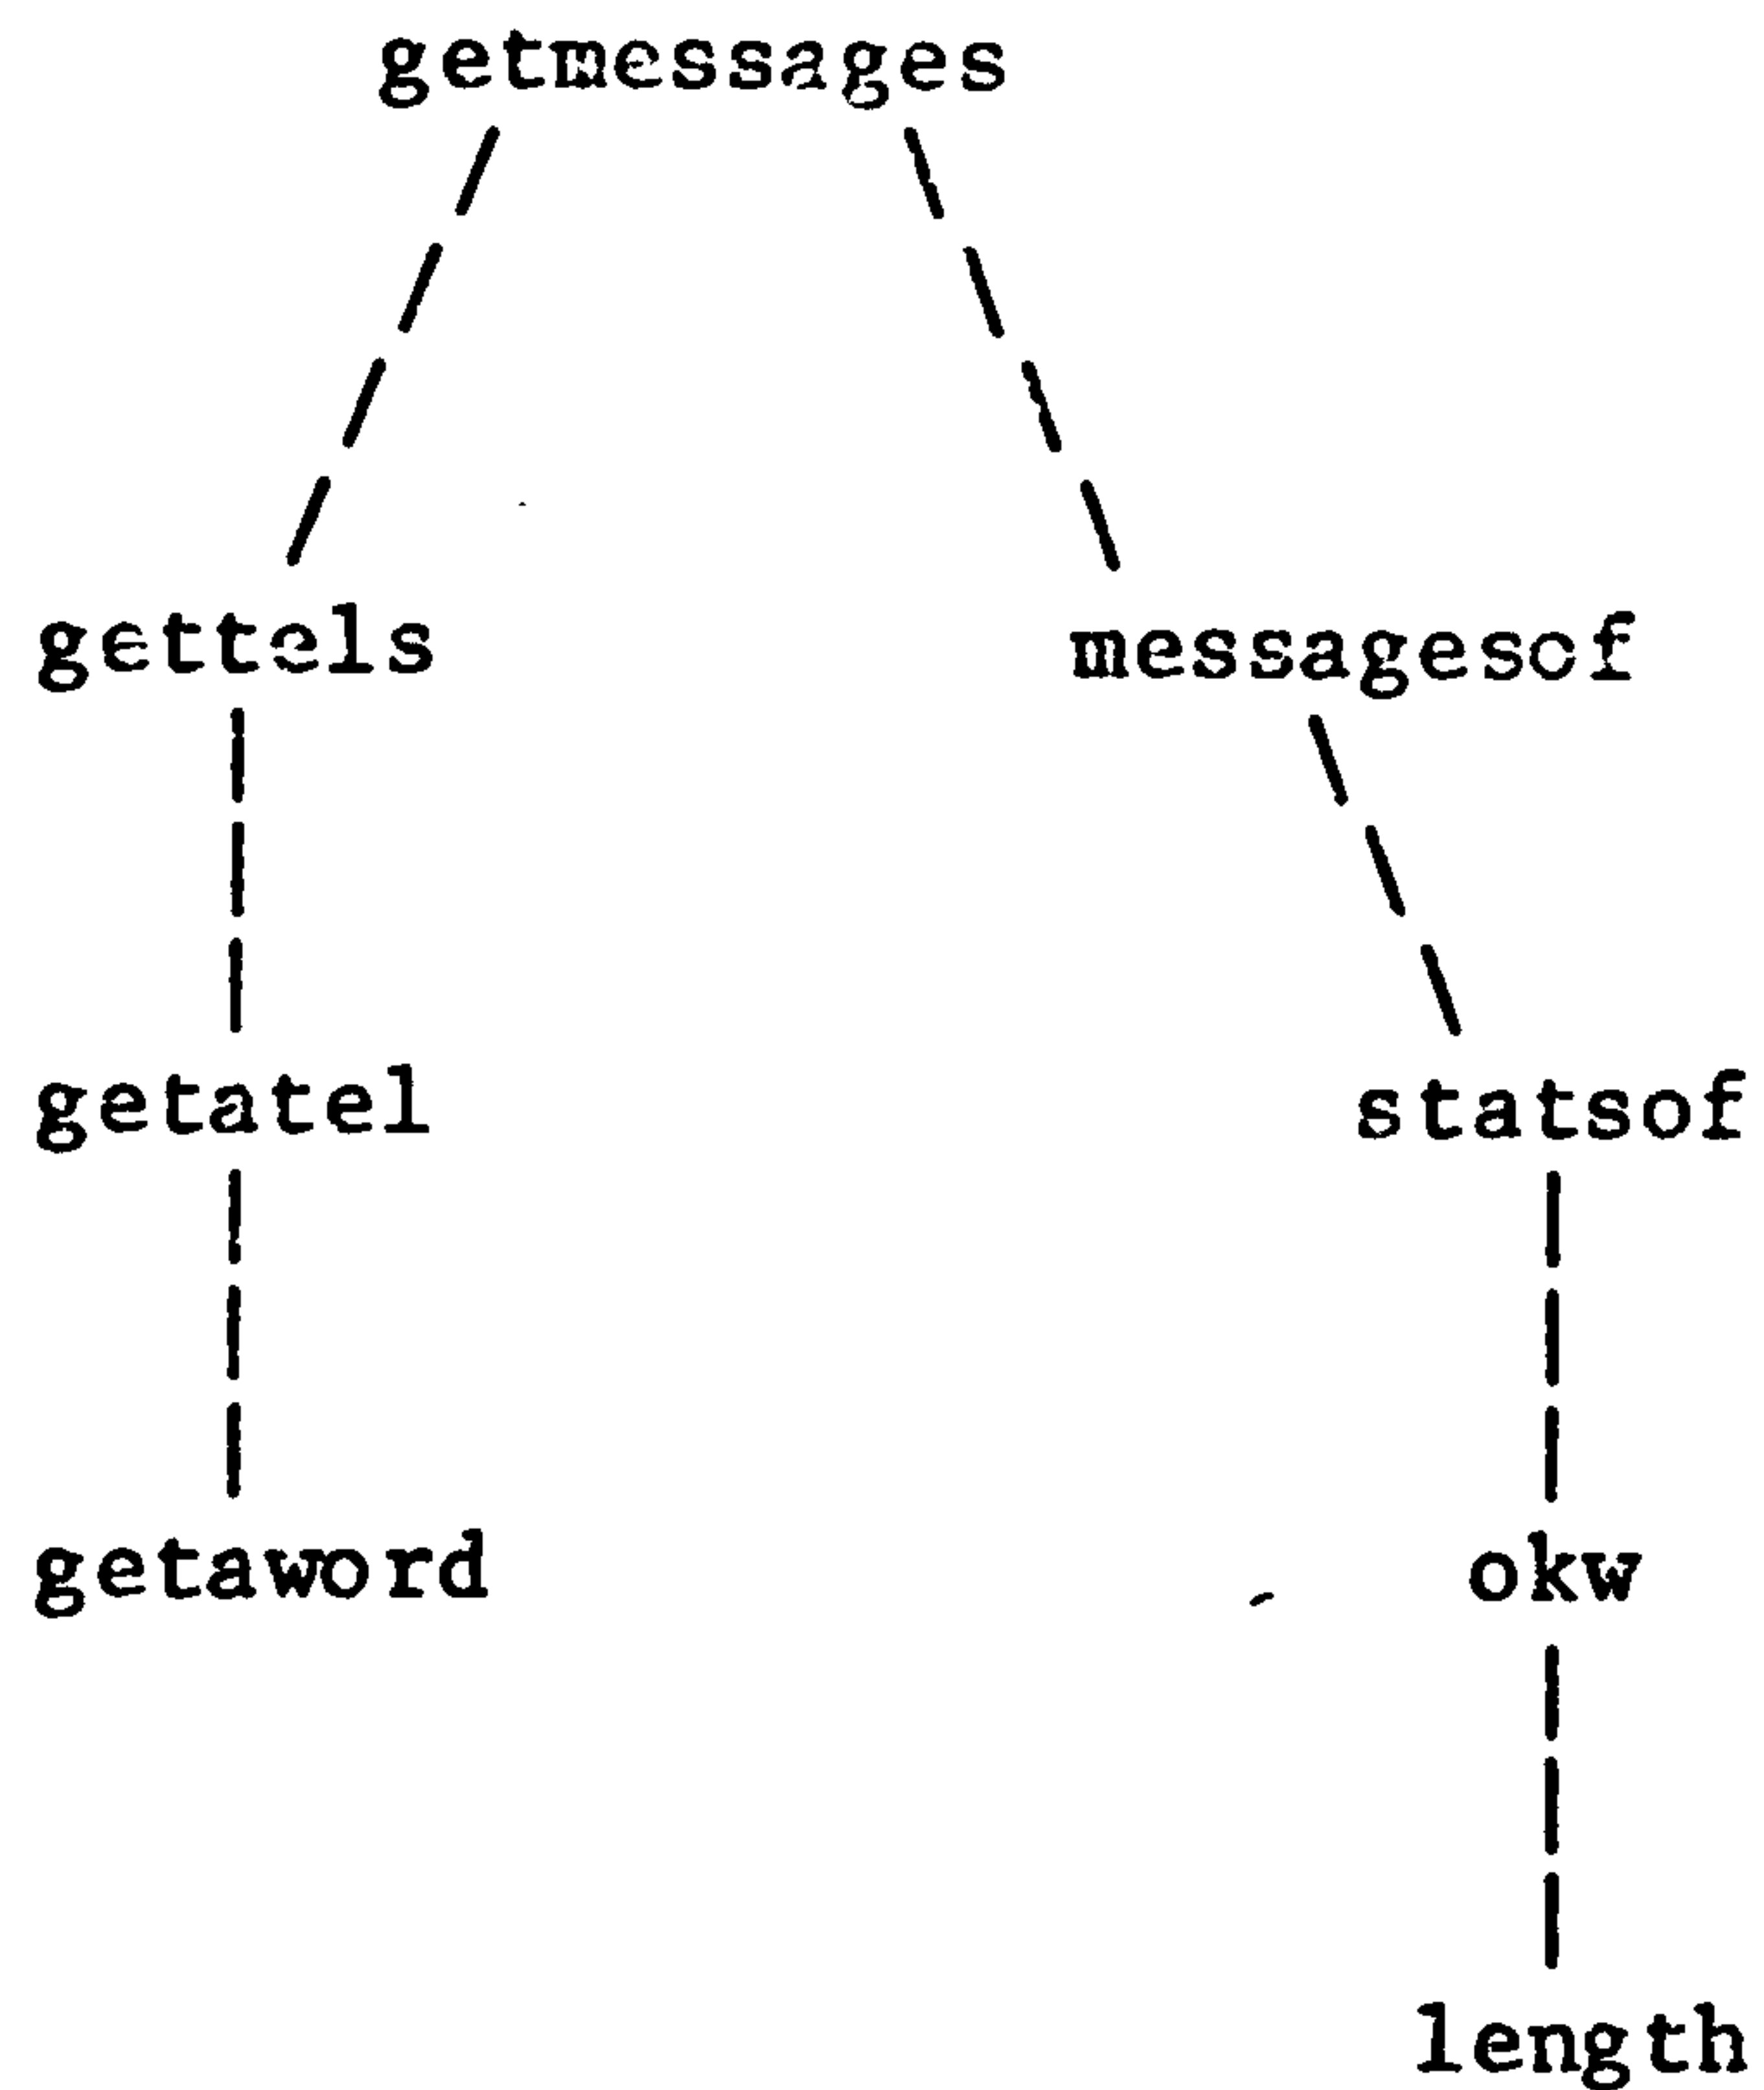 getmessages
gettels messagesof
getatel statsof
getaword okw
length